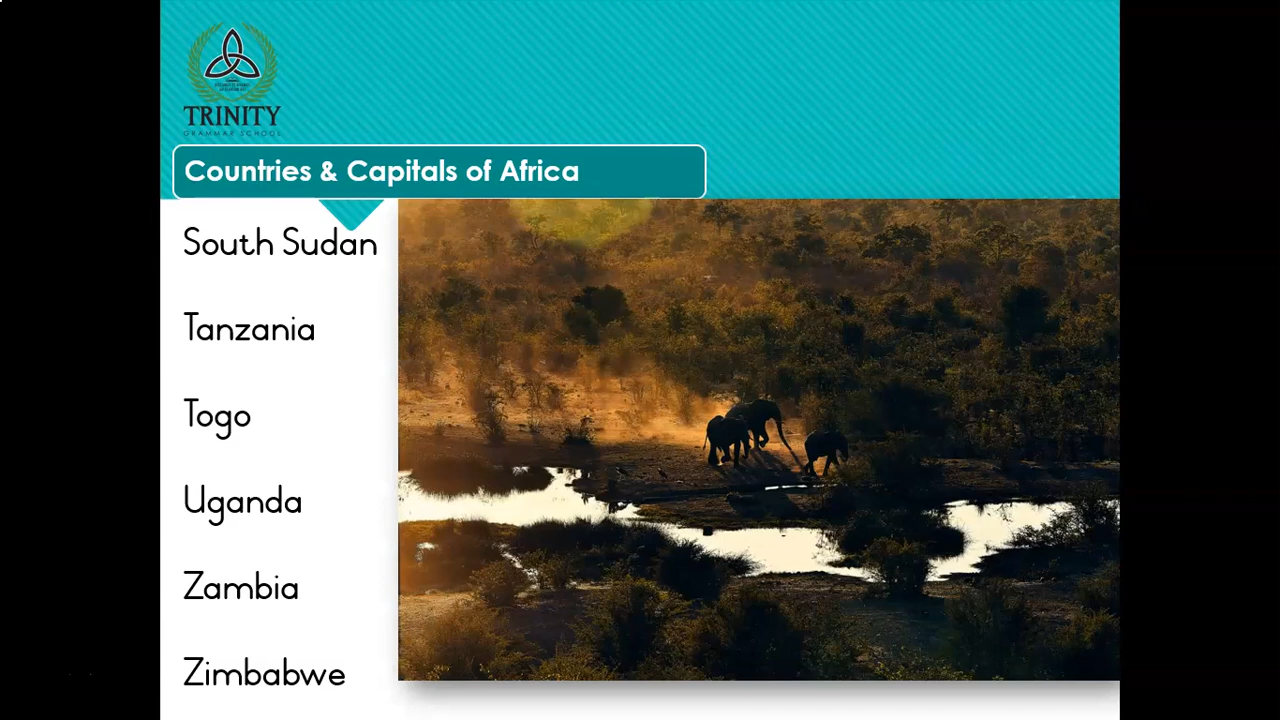 TRINITY
GRAMMAR SCHOOL
Countries & Capitals of Africa
South Sudan
Tanzania
Togo
Uganda
Zambia
Zimbabwe